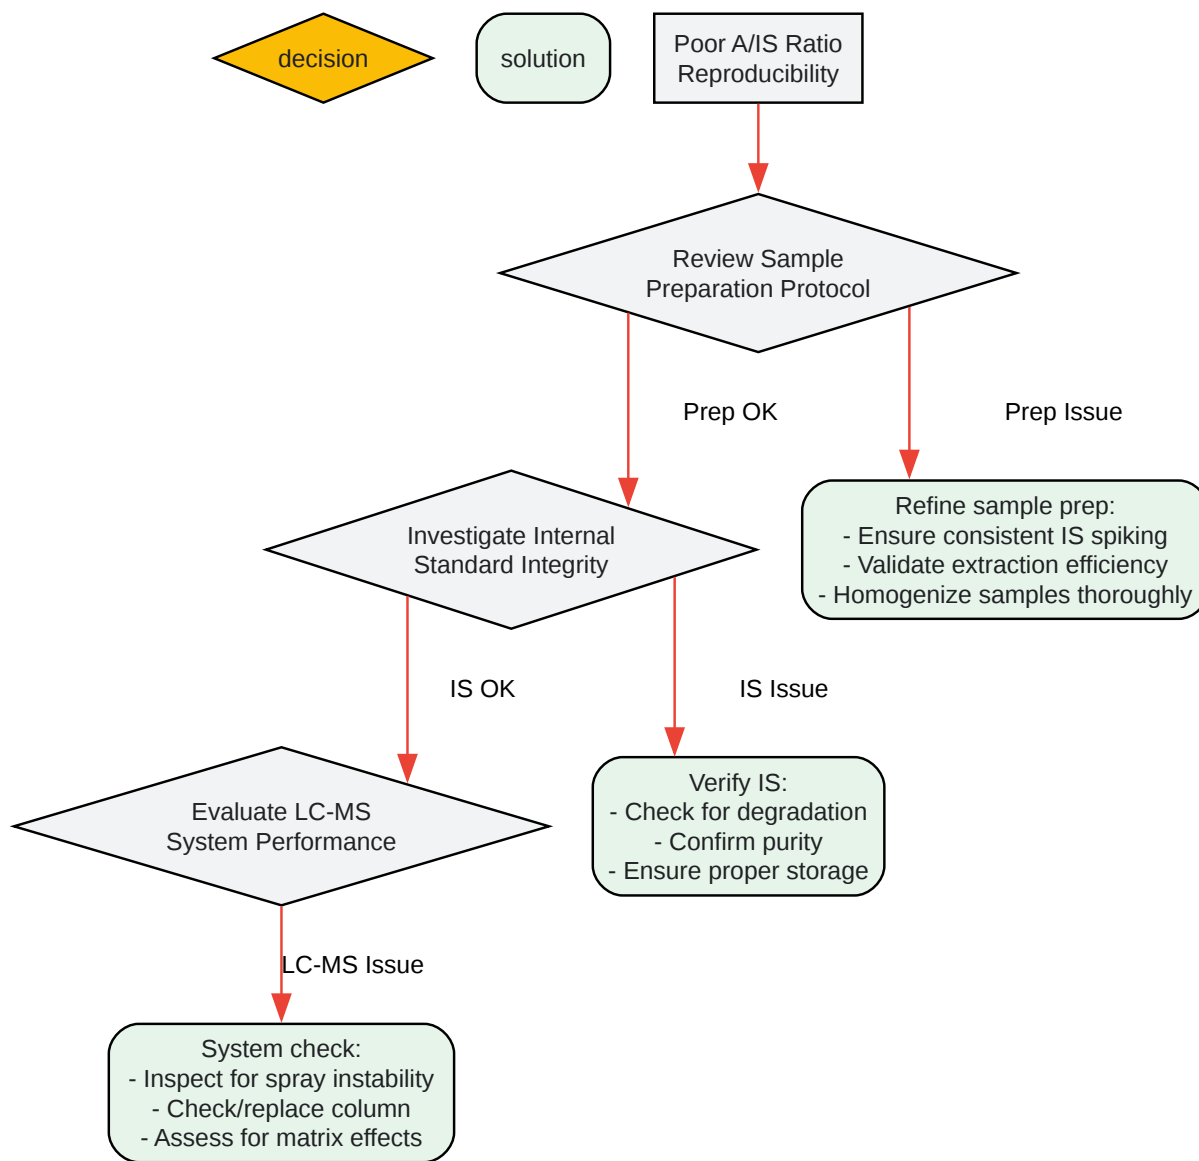 decision
solution
Poor A/IS Ratio
Reproducibility
Review Sample
Preparation Protocol
Prep OK
Prep Issue
Investigate Internal
Standard Integrity
Refine sample prep:
- Ensure consistent IS spiking
- Validate extraction efficiency
- Homogenize samples thoroughly
IS OK
IS Issue
Evaluate LC-MS
System Performance
Verify IS:
- Check for degradation
- Confirm purity
- Ensure proper storage
LC-MS Issue
System check:
- Inspect for spray instability
- Check/replace column
- Assess for matrix effects